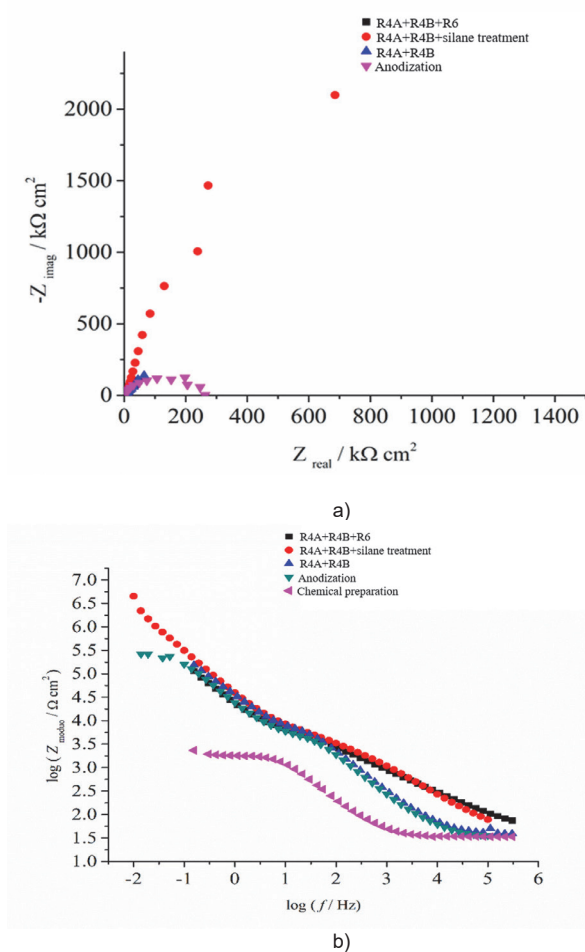 R4A+R4B+R6
R4A+R4B+silane treatment
R4A+R4B
Anodization
2000
1500
1000
500
0
-Z imag / kΩ cm²
0 200 400 600 800 1000 1200 1400
Z real / kΩ cm²
a)
R4A+R4B+R6
R4A+R4B+silane treatment
R4A+R4B
Anodization
Chemical preparation
7.0
6.5
6.0
5.5
5.0
4.5
4.0
3.5
3.0
2.5
2.0
1.5
1.0
log (Z moduo / Ω cm²)
-2 -1 0 1 2 3 4 5 6
log (f / Hz)
b)